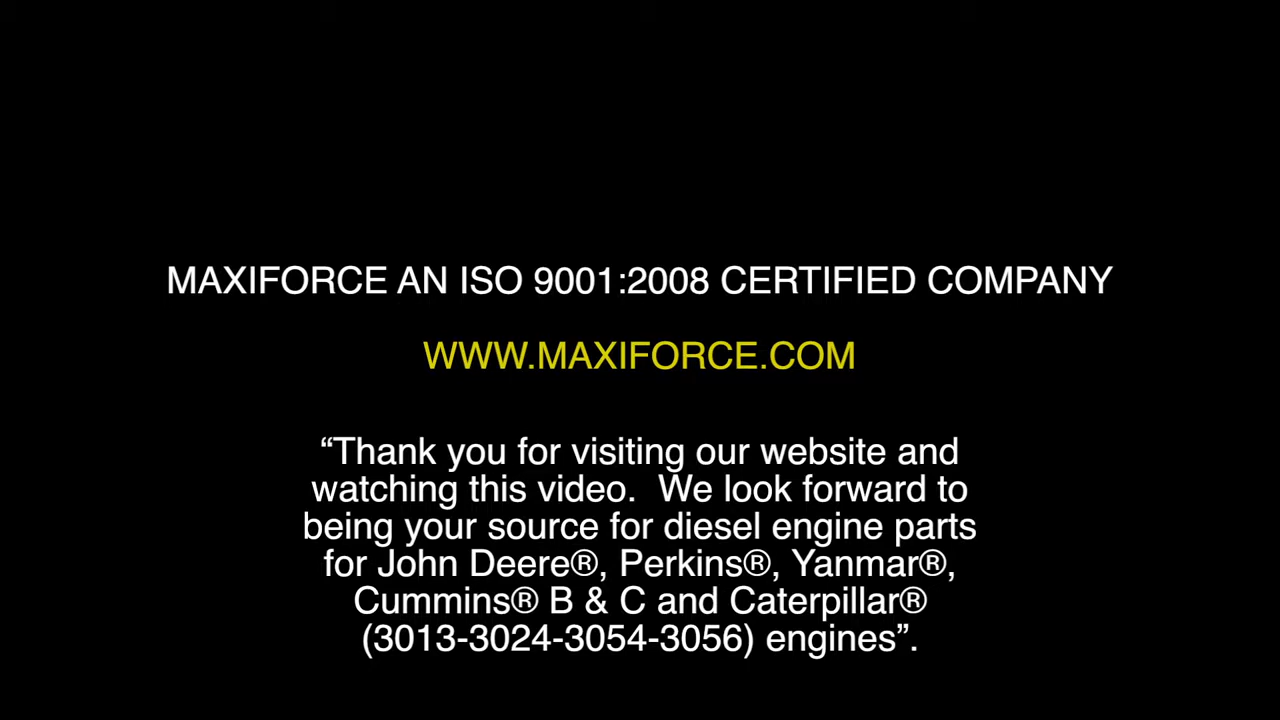 MAXIFORCE AN ISO 9001:2008 CERTIFIED COMPANY
WWW.MAXIFORCE.COM
“Thank you for visiting our website and
watching this video.  We look forward to
being your source for diesel engine parts
for John Deere®, Perkins®, Yanmar®,
Cummins® B & C and Caterpillar®
(3013-3024-3054-3056) engines”.